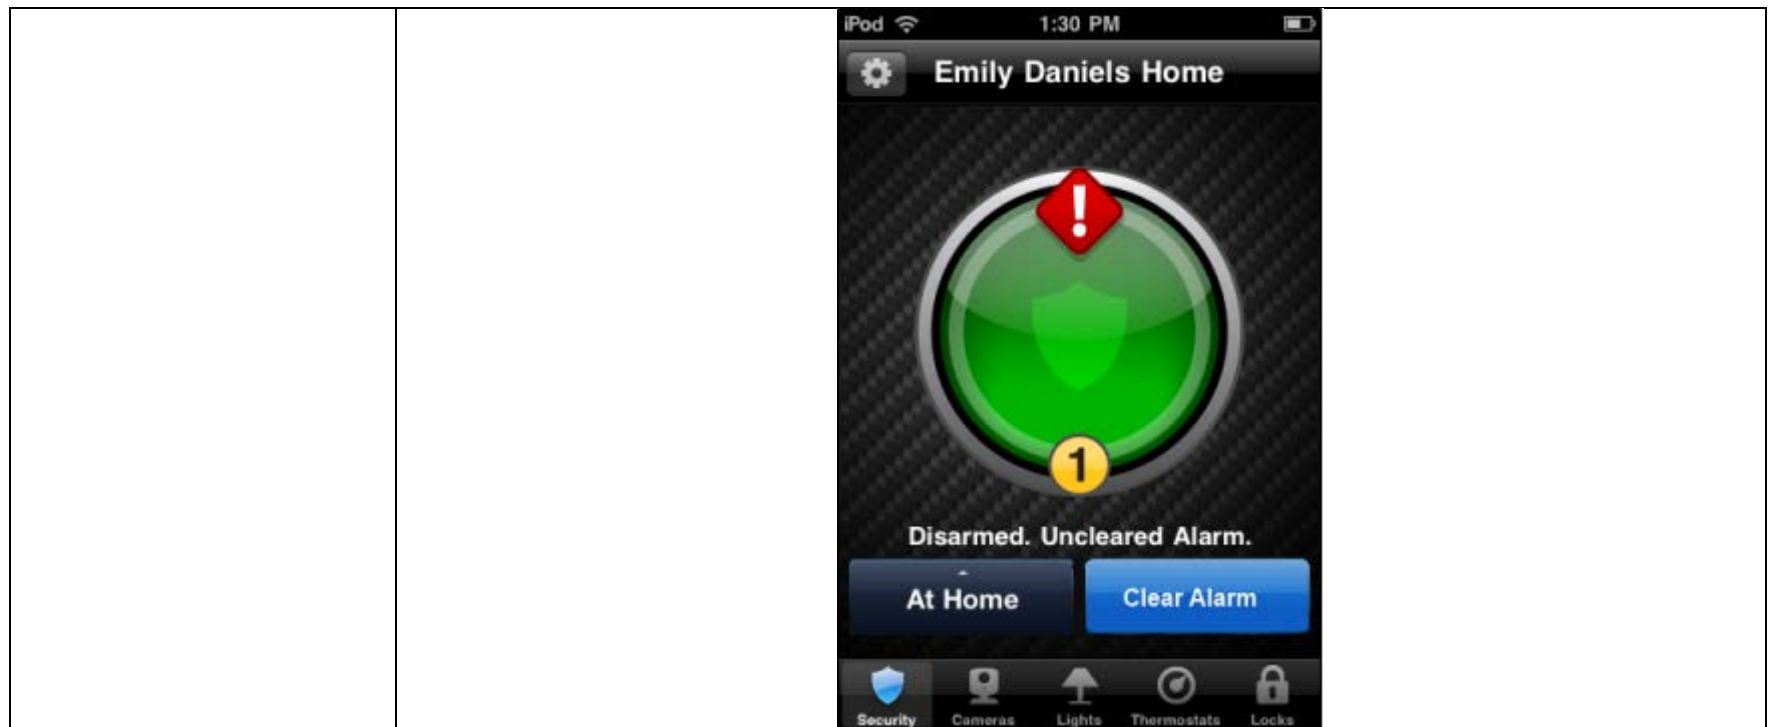 iPod 1:30 PM
Emily Daniels Home
!
1
Disarmed. Uncleared Alarm.
At Home Clear Alarm
Security Cameras Lights Thermostats Locks